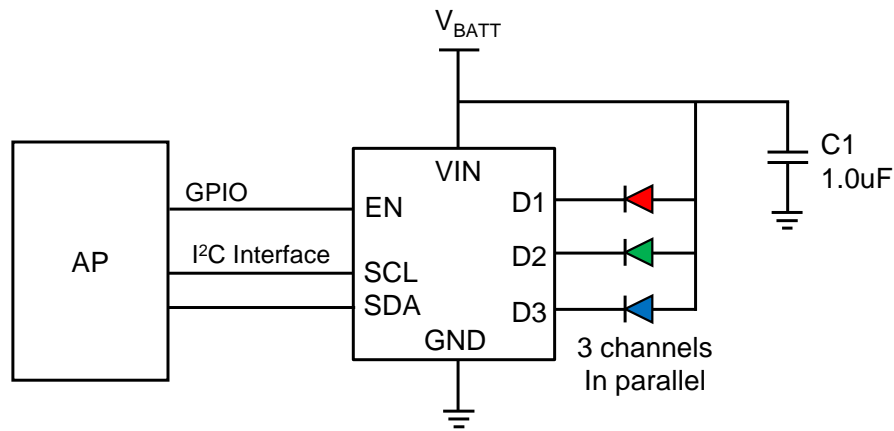 V_BATT
C1
1.0uF
VIN
GPIO
EN
D1
AP
I²C Interface
SCL
D2
SDA
D3
GND
3 channels
In parallel